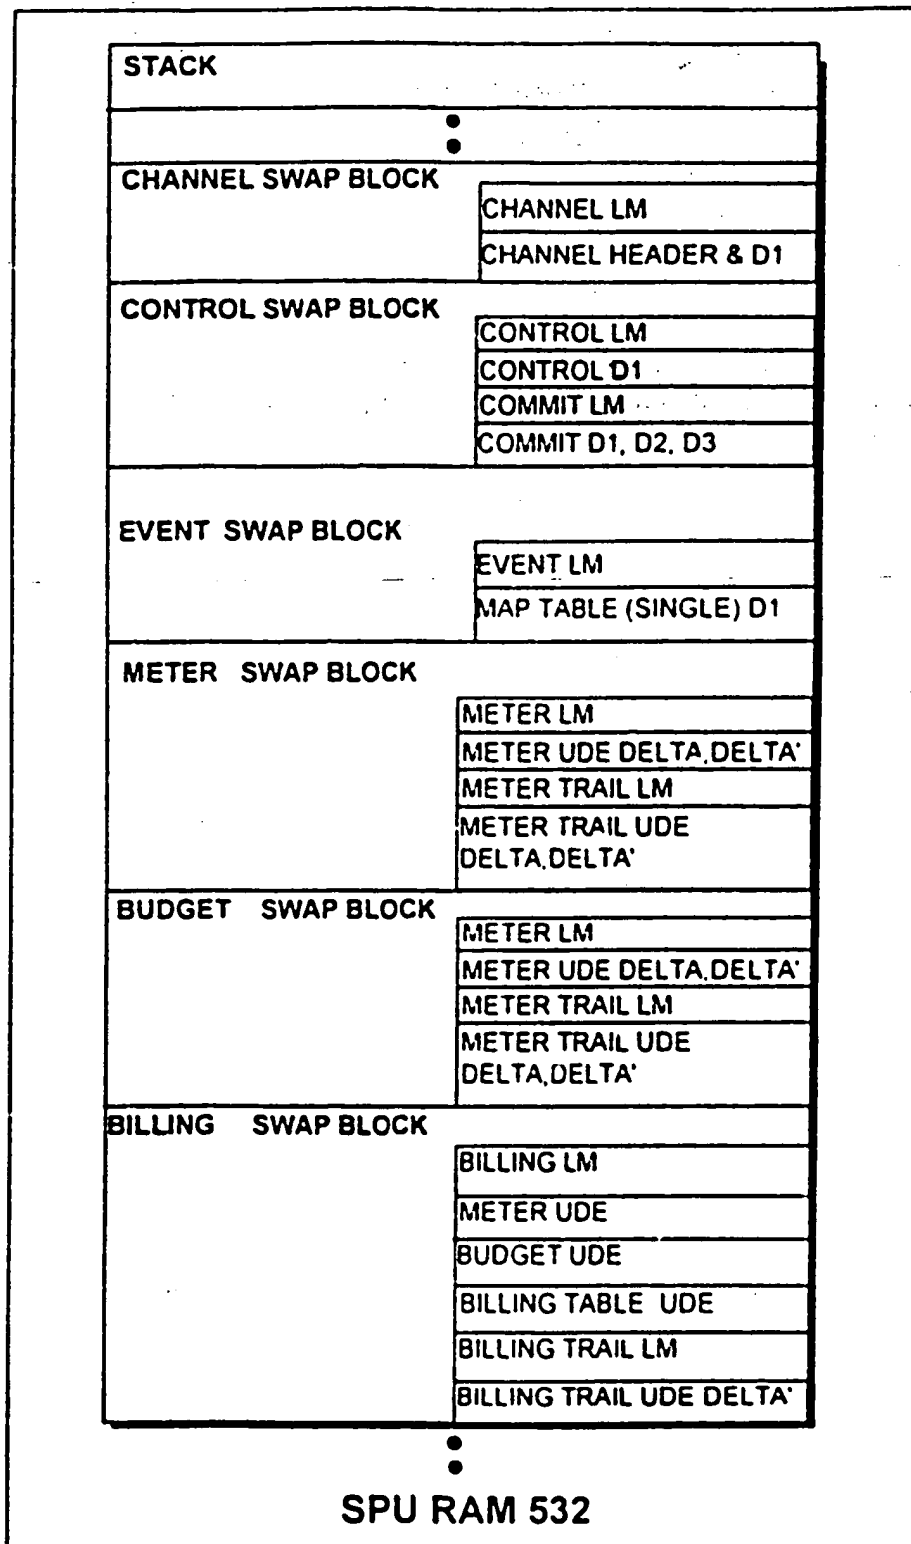 STACK
CHANNEL SWAP BLOCK
CHANNEL LM
CHANNEL HEADER & D1
CONTROL SWAP BLOCK
CONTROL LM
CONTROL D1
COMMIT LM
COMMIT D1, D2, D3
EVENT SWAP BLOCK
EVENT LM
MAP TABLE (SINGLE) D1
METER SWAP BLOCK
METER LM
METER UDE DELTA,DELTA'
METER TRAIL LM
METER TRAIL UDE
DELTA,DELTA'
BUDGET SWAP BLOCK
METER LM
METER UDE DELTA,DELTA'
METER TRAIL LM
METER TRAIL UDE
DELTA,DELTA'
BILLING SWAP BLOCK
BILLING LM
METER UDE
BUDGET UDE
BILLING TABLE UDE
BILLING TRAIL LM
BILLING TRAIL UDE DELTA'
SPU RAM 532